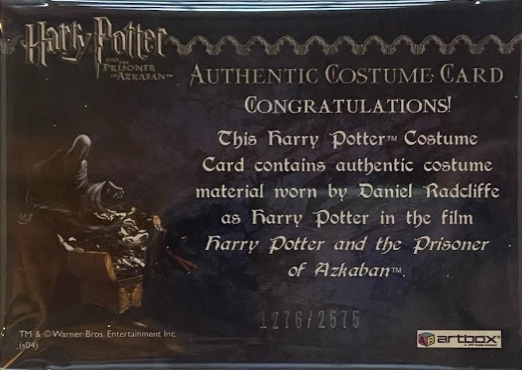 Harry Potter
AND THE
PRISONER
OF AZKABAN™
AUTHENTIC COSTUME CARD
CONGRATULATIONS!
This Harry Potter™ Costume
Card contains authentic costume
material worn by Daniel Radcliffe
as Harry Potter in the film
Harry Potter and the Prisoner
of Azkaban™.
1276/2575
TM & © Warner Bros. Entertainment Inc.
(s04)
artbox